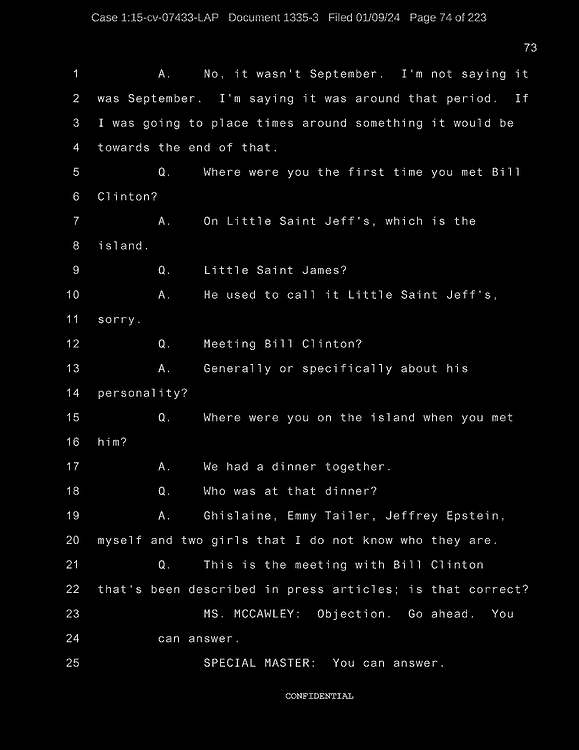 Case 1:15-cv-07433-LAP Document 1335-3 Filed 01/09/24 Page 74 of 223
73
1 A. No, it wasn't September. I'm not saying it
2 was September. I'm saying it was around that period. If
3 I was going to place times around something it would be
4 towards the end of that.
5 Q. Where were you the first time you met Bill
6 Clinton?
7 A. On Little Saint Jeff's, which is the
8 island.
9 Q. Little Saint James?
10 A. He used to call it Little Saint Jeff's,
11 sorry.
12 Q. Meeting Bill Clinton?
13 A. Generally or specifically about his
14 personality?
15 Q. Where were you on the island when you met
16 him?
17 A. We had a dinner together.
18 Q. Who was at that dinner?
19 A. Ghislaine, Emmy Tailer, Jeffrey Epstein,
20 myself and two girls that I do not know who they are.
21 Q. This is the meeting with Bill Clinton
22 that's been described in press articles; is that correct?
23 MS. MCCAWLEY: Objection. Go ahead. You
24 can answer.
25 SPECIAL MASTER: You can answer.
CONFIDENTIAL